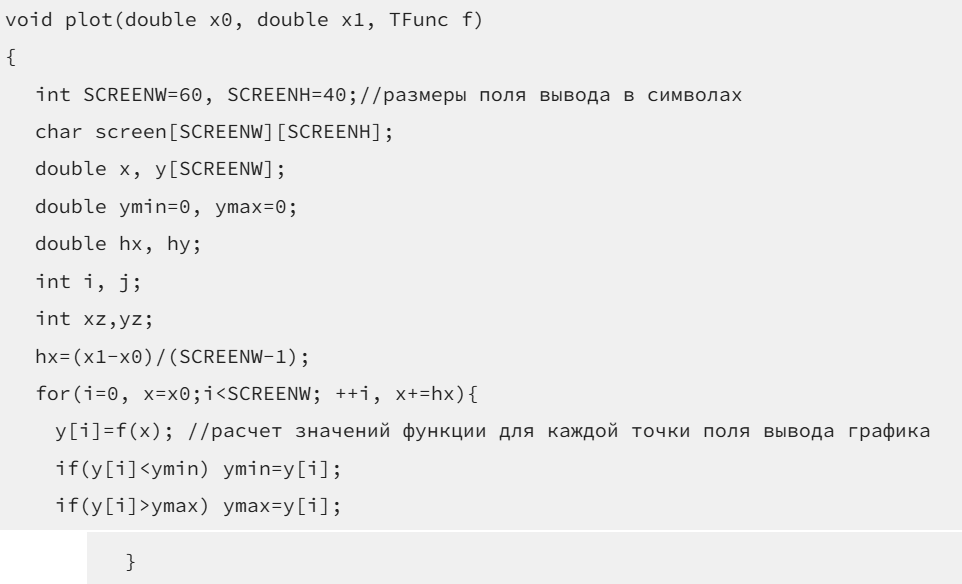 void plot(double x0, double x1, TFunc f)
{
int SCREENW=60, SCREENH=40;//размеры поля вывода в символах
char screen[SCREENW][SCREENH];
double x, y[SCREENW];
double ymin=0, ymax=0;
double hx, hy;
int i, j;
int xz,yz;
hx=(x1-x0)/(SCREENW-1);
for(i=0, x=x0;i<SCREENW; ++i, x+=hx){
y[i]=f(x); //расчет значений функции для каждой точки поля вывода графика
if(y[i]<ymin) ymin=y[i];
if(y[i]>ymax) ymax=y[i];
}